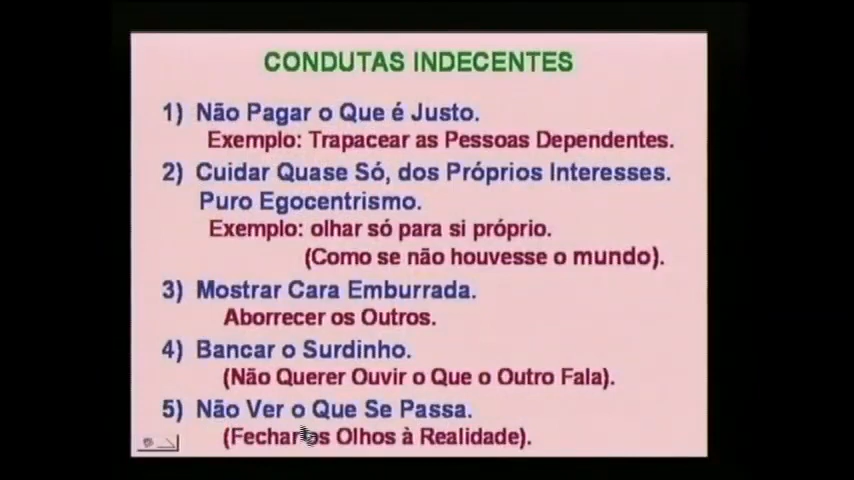 CONDUTAS INDECENTES
1) Não Pagar o Que é Justo.
Exemplo: Trapacear as Pessoas Dependentes.
2) Cuidar Quase Só, dos Próprios Interesses.
Puro Egocentrismo.
Exemplo: olhar só para si próprio.
(Como se não houvesse o mundo).
3) Mostrar Cara Emburrada.
Aborrecer os Outros.
4) Bancar o Surdinho.
(Não Querer Ouvir o Que o Outro Fala).
5) Não Ver o Que Se Passa.
(Fechar os Olhos à Realidade).